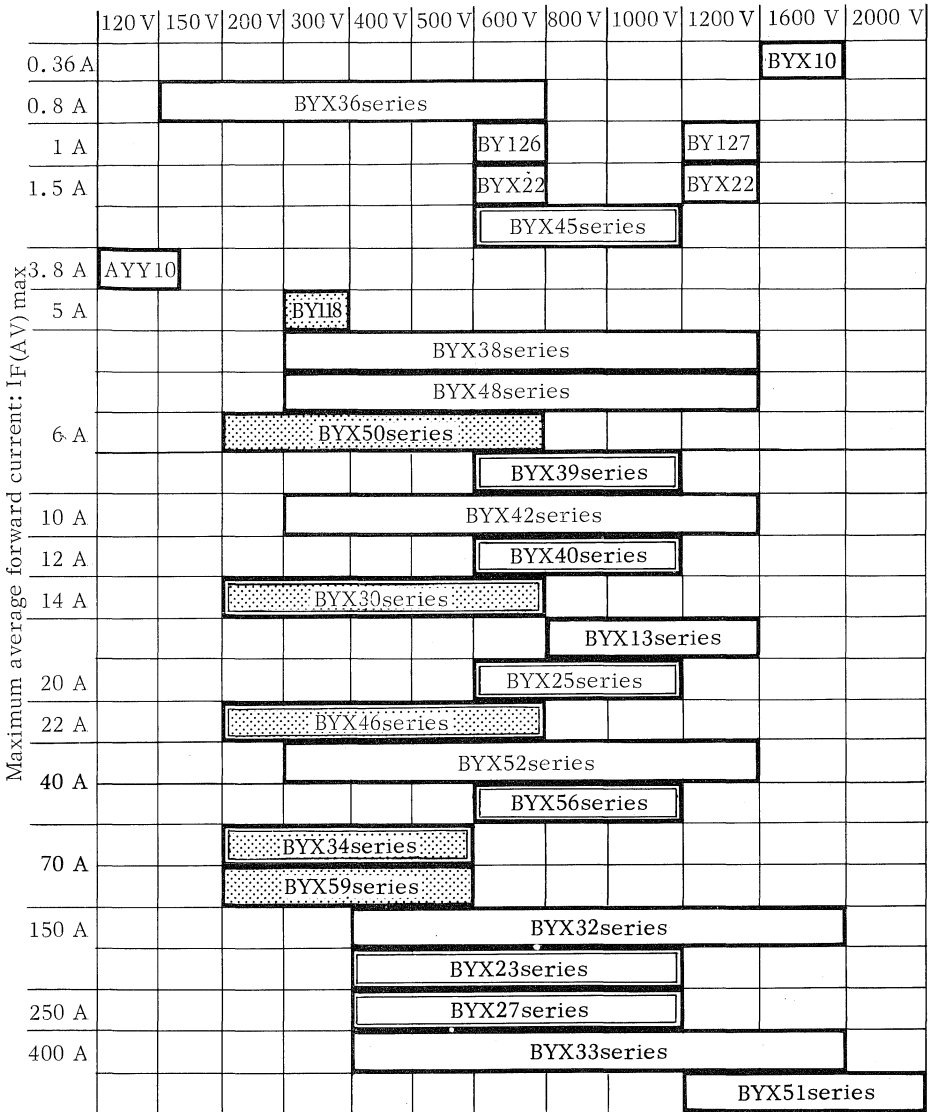 120 V 150 V 200 V 300 V 400 V 500 V 600 V 800 V 1000 V 1200 V 1600 V 2000 V
Maximum average forward current: IF(AV) max
0.36 A BYX10
0.8 A BYX36series
1 A BY126 BY127
1.5 A BYX22 BYX22
BYX45series
3.8 A AYY10
5 A BY118
BYX38series
BYX48series
6 A BYX50series
BYX39series
10 A BYX42series
12 A BYX40series
14 A BYX30series
BYX13series
20 A BYX25series
22 A BYX46series
BYX52series
40 A
BYX56series
BYX34series
70 A
BYX59series
150 A BYX32series
BYX23series
250 A BYX27series
400 A BYX33series
BYX51series